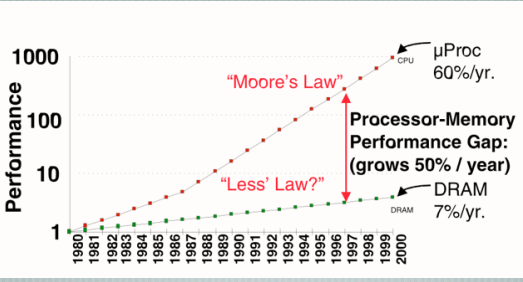 Performance
1000
100
10
1
"Moore's Law"
CPU
µProc
60%/yr.
Processor-Memory
Performance Gap:
(grows 50% / year)
"Less' Law?"
DRAM
7%/yr.
DRAM
1980
1981
1982
1983
1984
1985
1986
1987
1988
1989
1990
1991
1992
1993
1994
1995
1996
1997
1998
1999
2000